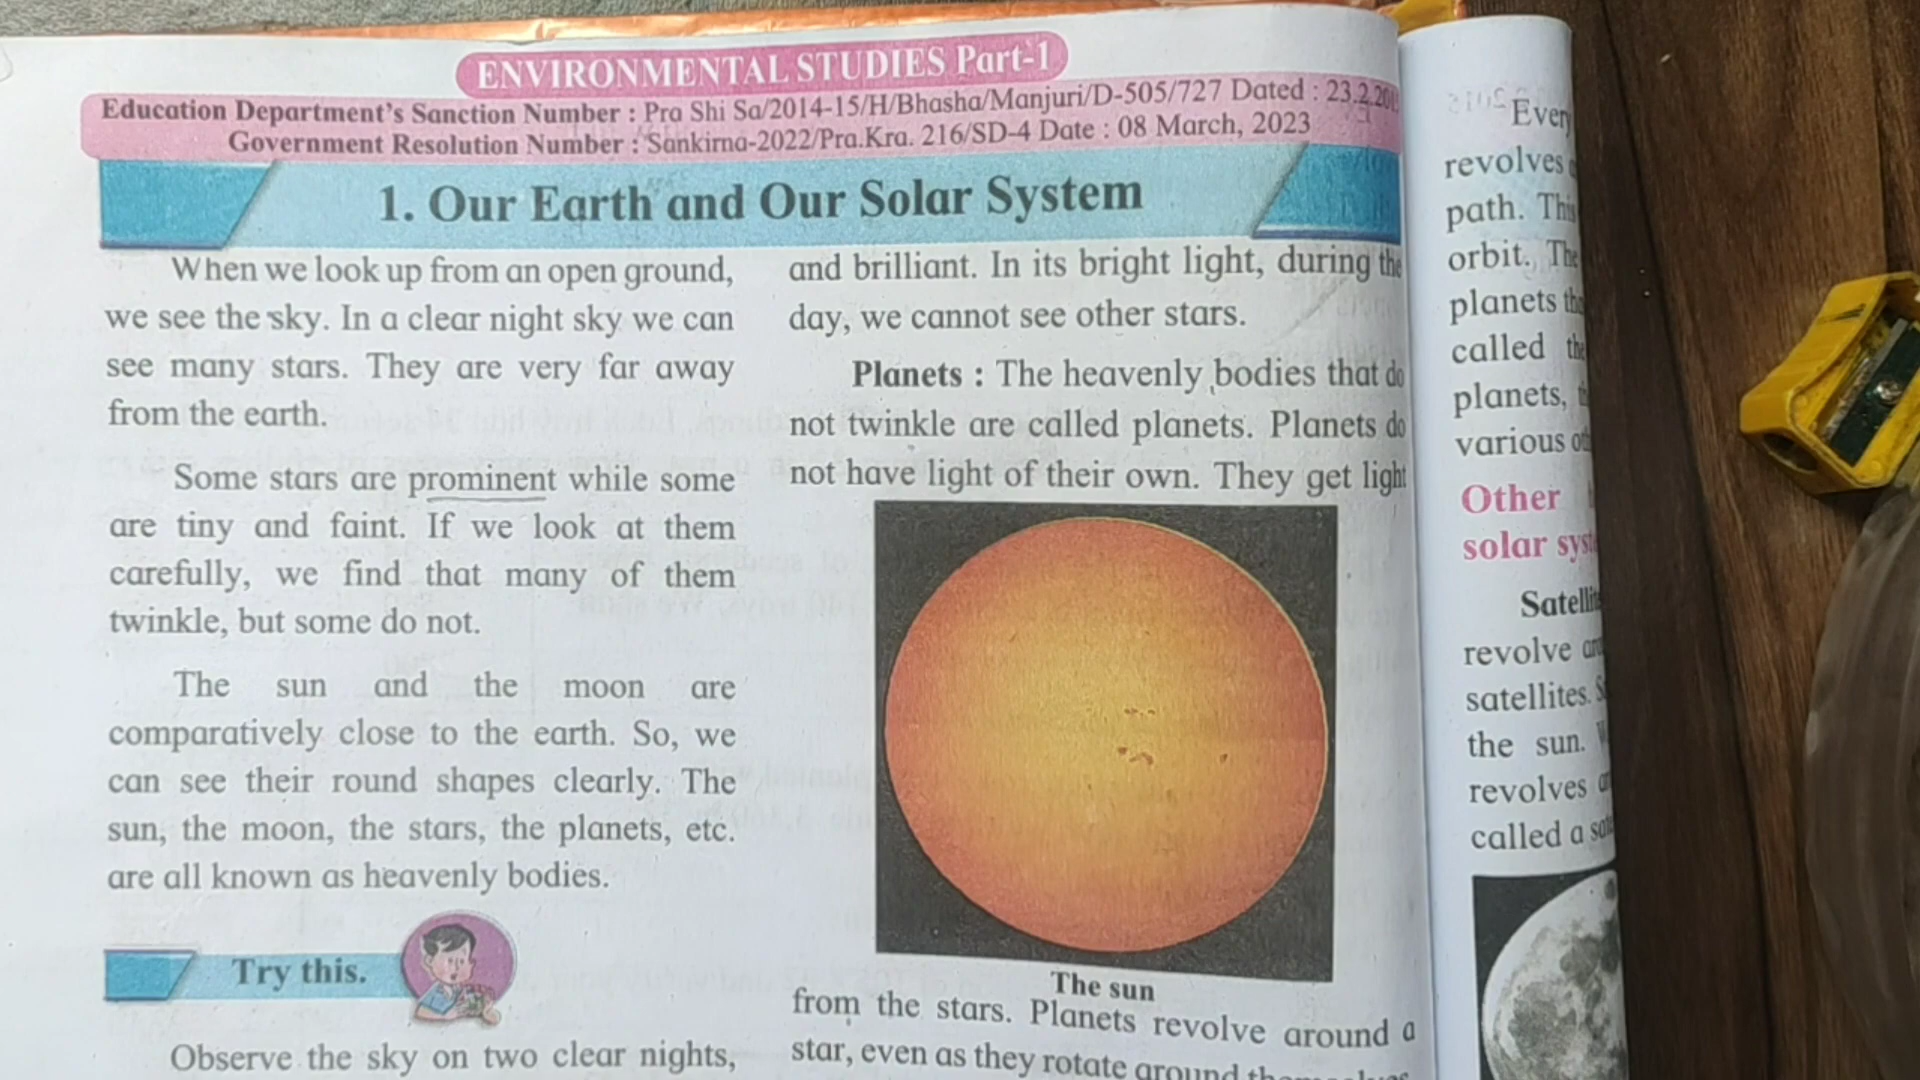 ENVIRONMENTAL STUDIES Part-1
Education Department's Sanction Number : Pra Shi Sa/2014-15/H/Bhasha/Manjuri/D-505/727 Dated : 23.2.201
Government Resolution Number : Sankirna-2022/Pra.Kra. 216/SD-4 Date : 08 March, 2023
1. Our Earth and Our Solar System
When we look up from an open ground,
we see the sky. In a clear night sky we can
see many stars. They are very far away
from the earth.
Some stars are prominent while some
are tiny and faint. If we look at them
carefully, we find that many of them
twinkle, but some do not.
The sun and the moon are
comparatively close to the earth. So, we
can see their round shapes clearly. The
sun, the moon, the stars, the planets, etc.
are all known as heavenly bodies.
Try this.
Observe the sky on two clear nights,
and brilliant. In its bright light, during the
day, we cannot see other stars.
Planets : The heavenly bodies that do
not twinkle are called planets. Planets do
not have light of their own. They get light
The sun
from the stars. Planets revolve around a
star, even as they rotate around themselves
Every
revolves
path. This
orbit. The
planets
called the
planets,
various
Other
solar
revolve
satellites.
the sun.
revolves
called a